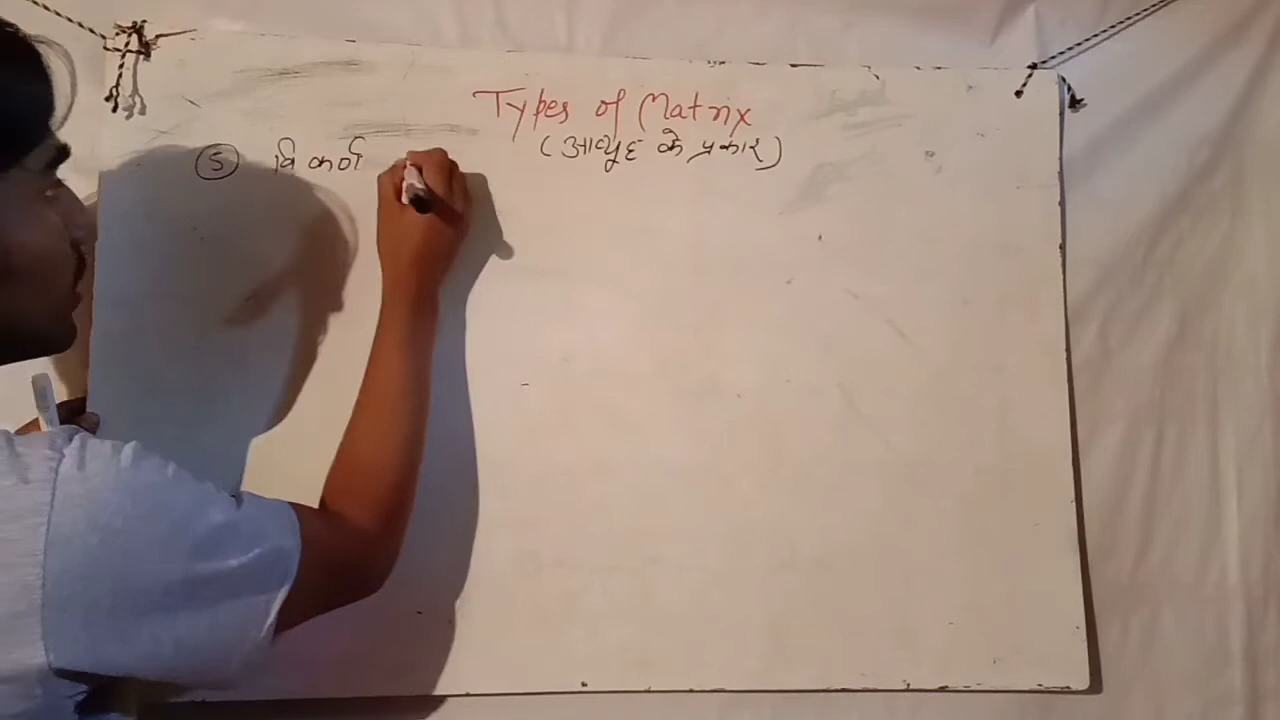 Types of Matrix
(आव्यूह के प्रकार)
5 विकर्ण